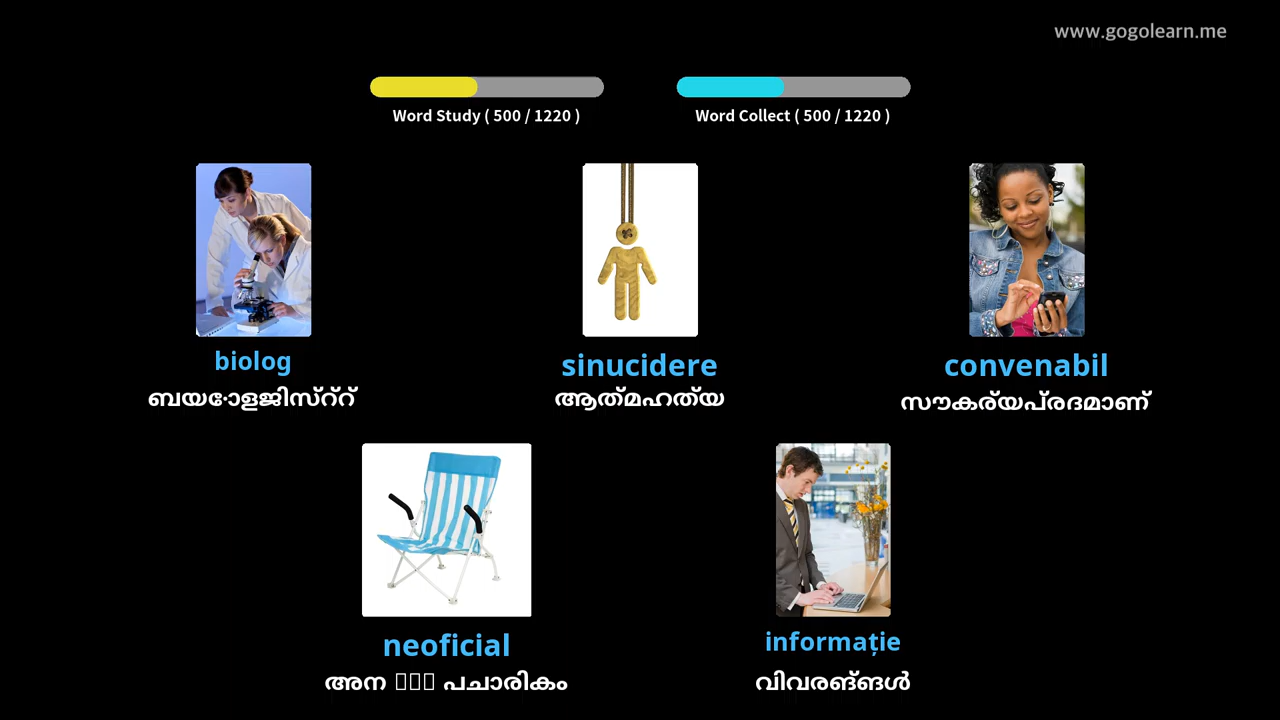 www.gogolearn.me
Word Study ( 500 / 1220 )
Word Collect ( 500 / 1220 )
biolog
ബയോളജിസ്റ്റ്
sinucidere
ആത്മഹത്യ
convenabil
സൗകര്യപ്രദമാണ്
neoficial
അന പചാരികം
informație
വിവരങ്ങൾ